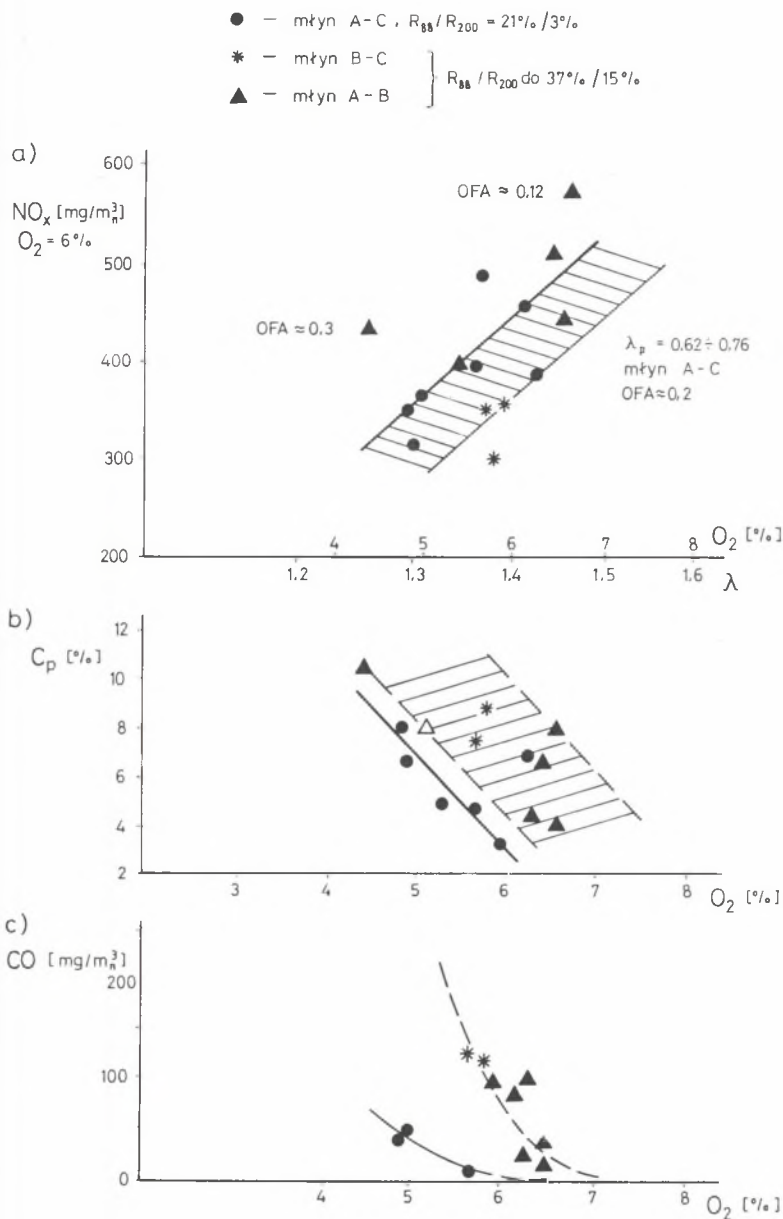 ● — młyn A-C , R₈₈/R₂₀₀ = 21%/3%
* — młyn B-C
▲ — młyn A-B
R₈₈/R₂₀₀ do 37%/15%
a)
600
NOₓ [mg/m³ₙ]
O₂ = 6%
500
400
300
200
OFA ≈ 0.12
OFA ≈ 0.3
λₚ = 0.62 ÷ 0.76
młyn A-C
OFA ≈ 0.2
4 5 6 7 8 O₂ [%]
1.2 1.3 1.4 1.5 1.6 λ
b)
Cₚ [%]
12
10
8
6
4
2
3 4 5 6 7 8 O₂ [%]
c)
CO [mg/m³ₙ]
200
100
0
4 5 6 7 8 O₂ [%]